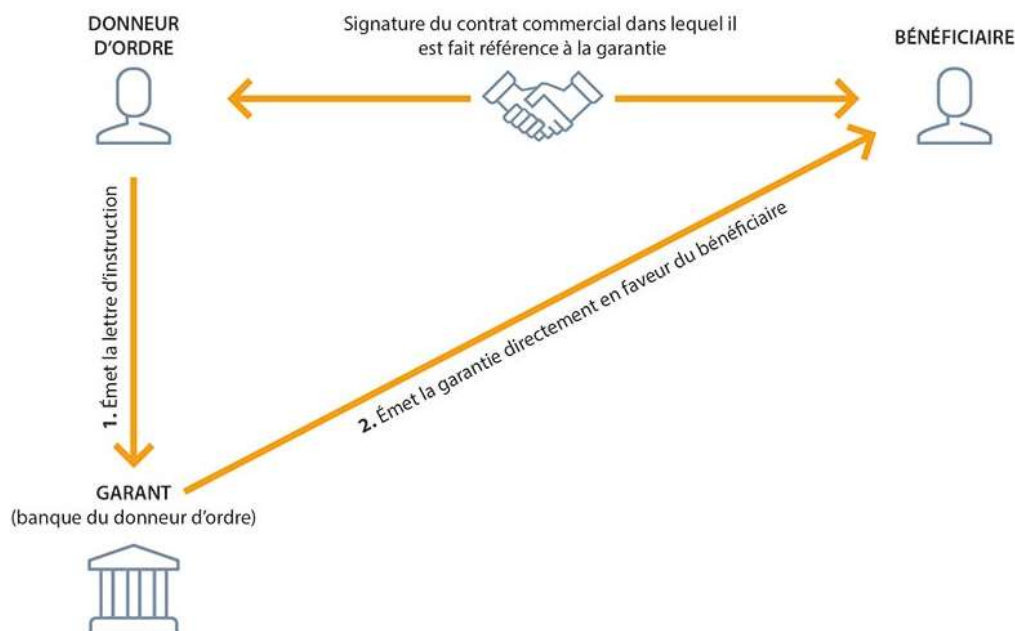 DONNEUR
D'ORDRE
Signature du contrat commercial dans lequel il
est fait référence à la garantie
BÉNÉFICIAIRE
1. Émet la lettre d'instruction
2. Émet la garantie directement en faveur du bénéficiaire
GARANT
(banque du donneur d'ordre)